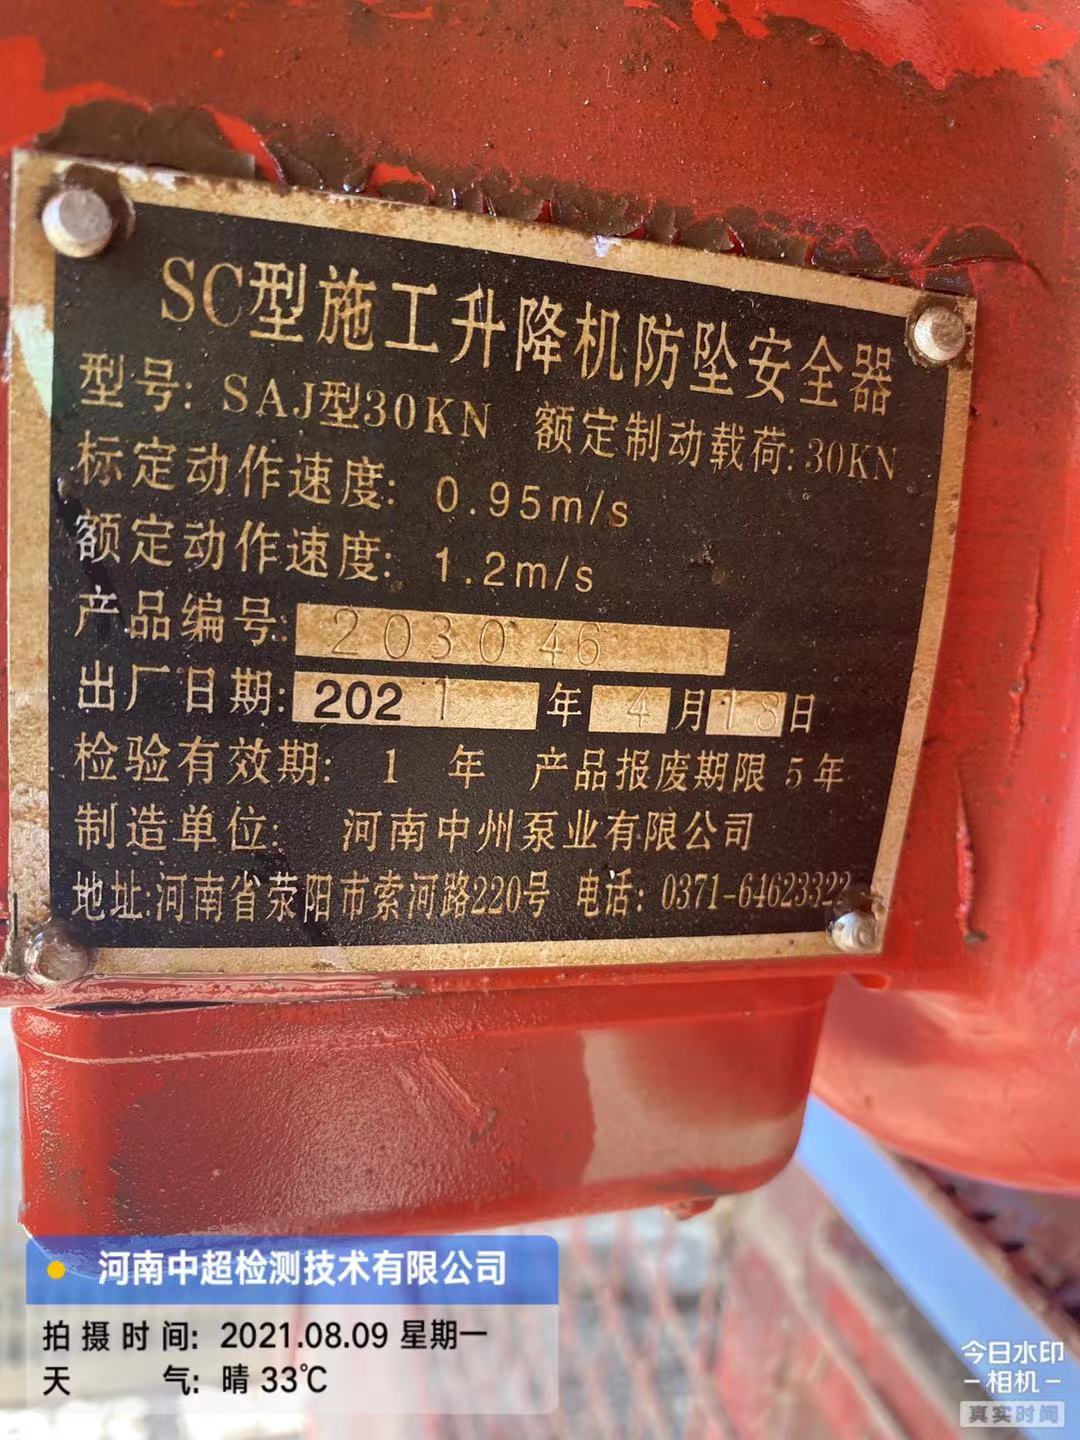 SC型施工升降机防坠安全器
型号: SAJ型30KN 额定制动载荷: 30KN
标定动作速度: 0.95m/s
额定动作速度: 1.2m/s
产品编号: 203046
出厂日期: 2021年4月18日
检验有效期: 1 年 产品报废期限 5 年
制造单位: 河南中州泵业有限公司
地址:河南省荥阳市索河路220号 电话: 0371-64623322
河南中超检测技术有限公司
拍摄时间: 2021.08.09 星期一
天 气: 晴 33℃
今日水印
-相机-
真实时间